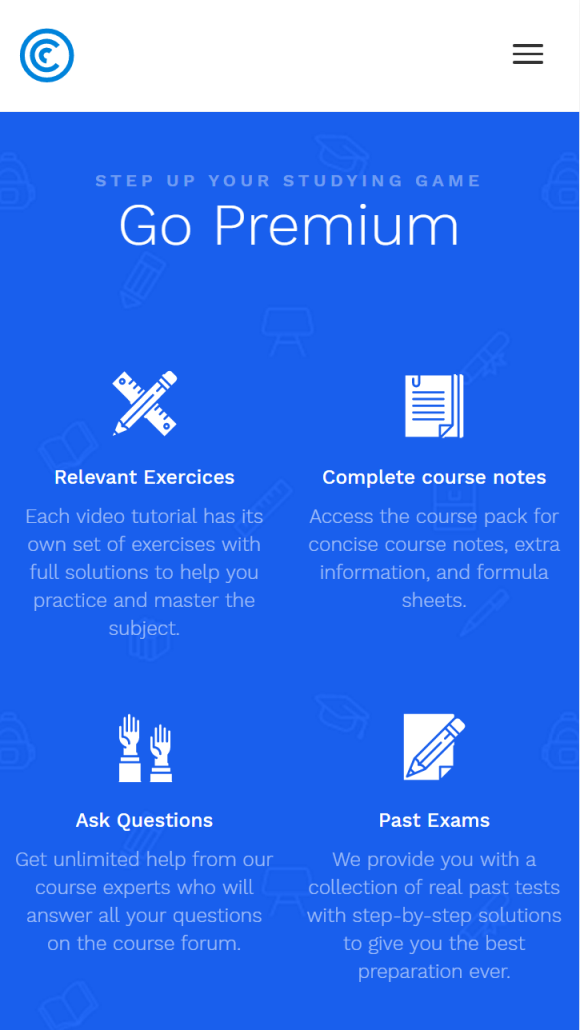 STEP UP YOUR STUDYING GAME
Go Premium
Relevant Exercices
Each video tutorial has its
own set of exercises with
full solutions to help you
practice and master the
subject.
Complete course notes
Access the course pack for
concise course notes, extra
information, and formula
sheets.
Ask Questions
Get unlimited help from our
course experts who will
answer all your questions
on the course forum.
Past Exams
We provide you with a
collection of real past tests
with step-by-step solutions
to give you the best
preparation ever.